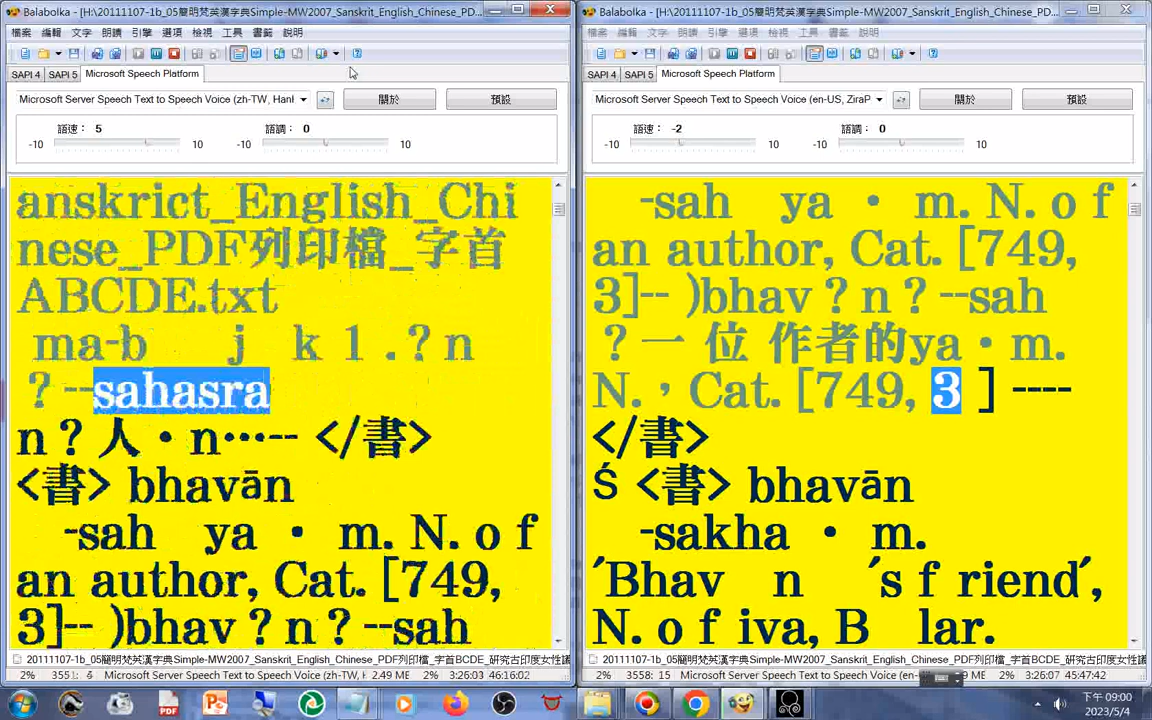 Balabolka - [H:\20111107-1b_05簡明梵英漢字典Simple-MW2007_Sanskrit_English_Chinese_PD...
檔案 編輯 文字 朗讀 引擎 選項 檢視 工具 書籤 說明
SAPI 4 SAPI 5 Microsoft Speech Platform
Microsoft Server Speech Text to Speech Voice (zh-TW, Hanl 關於 預設
語速： 5 語調： 0
-10 10 -10 10
anskrict_English_Chi
nese_PDF列印檔_字首
ABCDE.txt
ma-b j k 1 .？n
？--sahasra
n？人・n…-- </書>
<書> bhavān
-sah ya · m. N. o f
an author, Cat. [749,
3]-- )bhav？n？--sah
20111107-1b_05簡明梵英漢字典Simple-MW2007_Sanskrit_English_Chinese_PDF列印檔_字首BCDE_研究古印度女性議
2% 2.49 ME 2% 3:26:03 46:16:02
Microsoft Server Speech Text to Speech Voice (zh-TW, H
Balabolka - [H:\20111107-1b_05簡明梵英漢字典Simple-MW2007_Sanskrit_English_Chinese_PD...
檔案 編輯 文字 朗讀 引擎 選項 檢視 工具 書籤 說明
SAPI 4 SAPI 5 Microsoft Speech Platform
Microsoft Server Speech Text to Speech Voice (en-US, ZiraP 關於 預設
語速： -2 語調： 0
-10 10 -10 10
-sah ya · m. N. o f
an author, Cat. [749,
3]-- )bhav？n？--sah
？一 位 作者的ya・m.
N.，Cat. [749, 3 ] ----
</書>
Ś <書> bhavān
-sakha · m.
'Bhav n 's f riend',
N. o f iva, B lar.
20111107-1b_05簡明梵英漢字典Simple-MW2007_Sanskrit_English_Chinese_PDF列印檔_字首BCDE_研究古印度女性議
2% 3558: 15 Microsoft Server Speech Text to Speech Voice (en-US, 2% 3:26:07 45:47:42
下午 09:00
2023/5/4